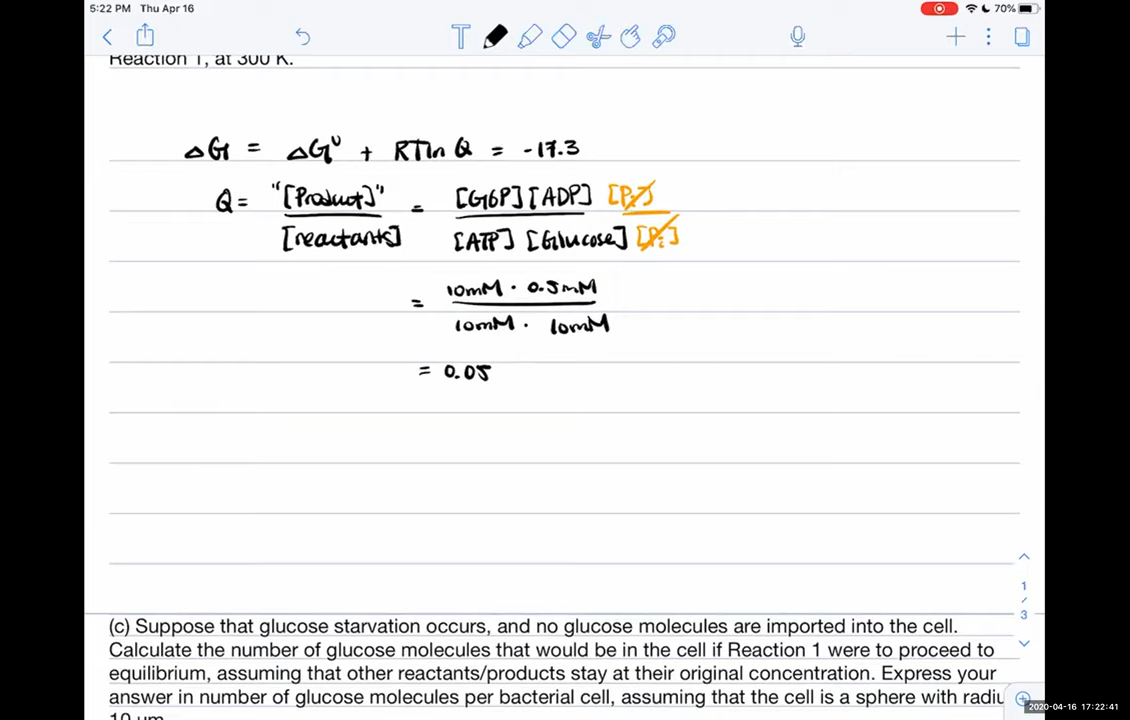 5:22 PM Thu Apr 16
70%
Reaction 1, at 300 K.
ΔG = ΔG⁰ + RTln Q = -17.3
Q = "[Product]" = [G6P][ADP] [Pi]
[reactants] [ATP] [Glucose] [Pi]
= 10mM · 0.5mM
10mM · 10mM
= 0.05
1
/
3
(c) Suppose that glucose starvation occurs, and no glucose molecules are imported into the cell.
Calculate the number of glucose molecules that would be in the cell if Reaction 1 were to proceed to
equilibrium, assuming that other reactants/products stay at their original concentration. Express your
answer in number of glucose molecules per bacterial cell, assuming that the cell is a sphere with radiu
10 µm
2020-04-16 17:22:41